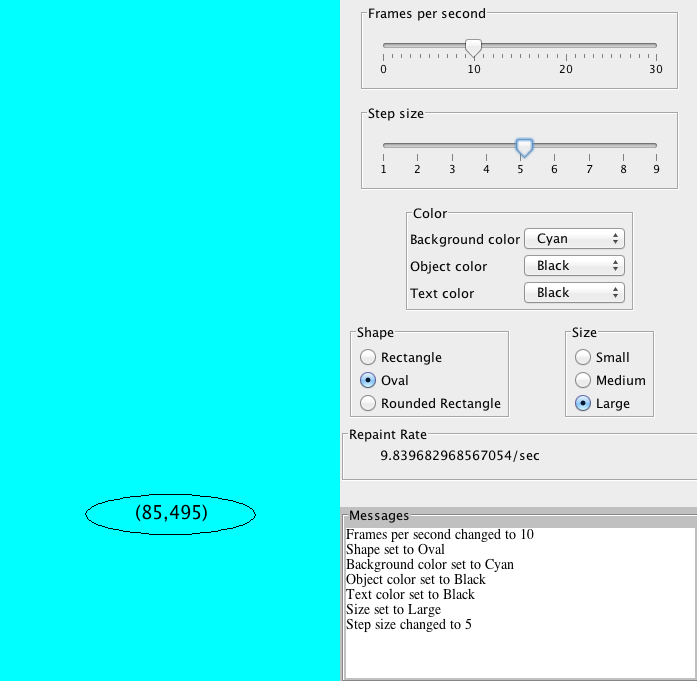 Frames per second
0 10 20 30
Step size
1 2 3 4 5 6 7 8 9
Color
Background color Cyan
Object color Black
Text color Black
Shape
Rectangle
Oval
Rounded Rectangle
Size
Small
Medium
Large
Repaint Rate
9.839682968567054/sec
(85,495)
Messages
Frames per second changed to 10
Shape set to Oval
Background color set to Cyan
Object color set to Black
Text color set to Black
Size set to Large
Step size changed to 5